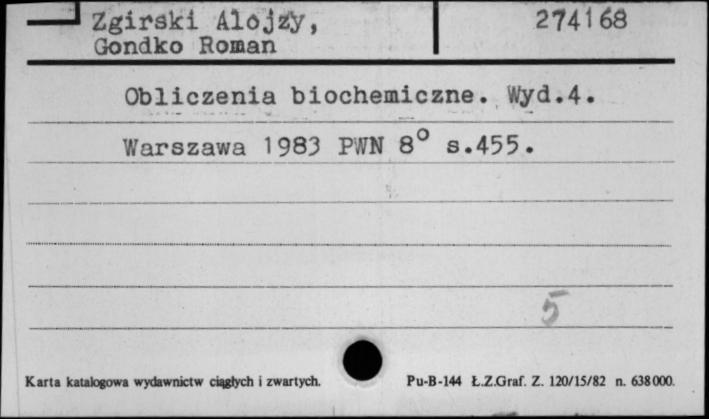 Zgirski Alojzy, 274168
Gondko Roman
Obliczenia biochemiczne. Wyd.4.
Warszawa 1983 PWN 8° s.455.
5
Karta katalogowa wydawnictw ciągłych i zwartych. Pu-B-144 Ł.Z.Graf. Z. 120/15/82 n. 638000.